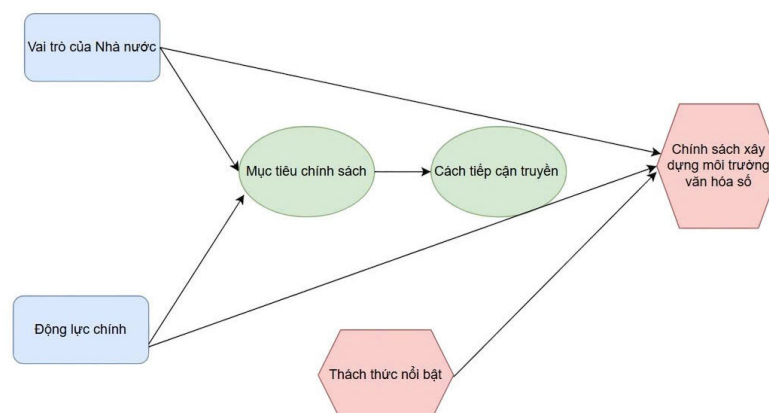 Vai trò của Nhà nước
Mục tiêu chính sách
Cách tiếp cận truyền
Chính sách xây
dựng môi trường
văn hóa số
Động lực chính
Thách thức nổi bật